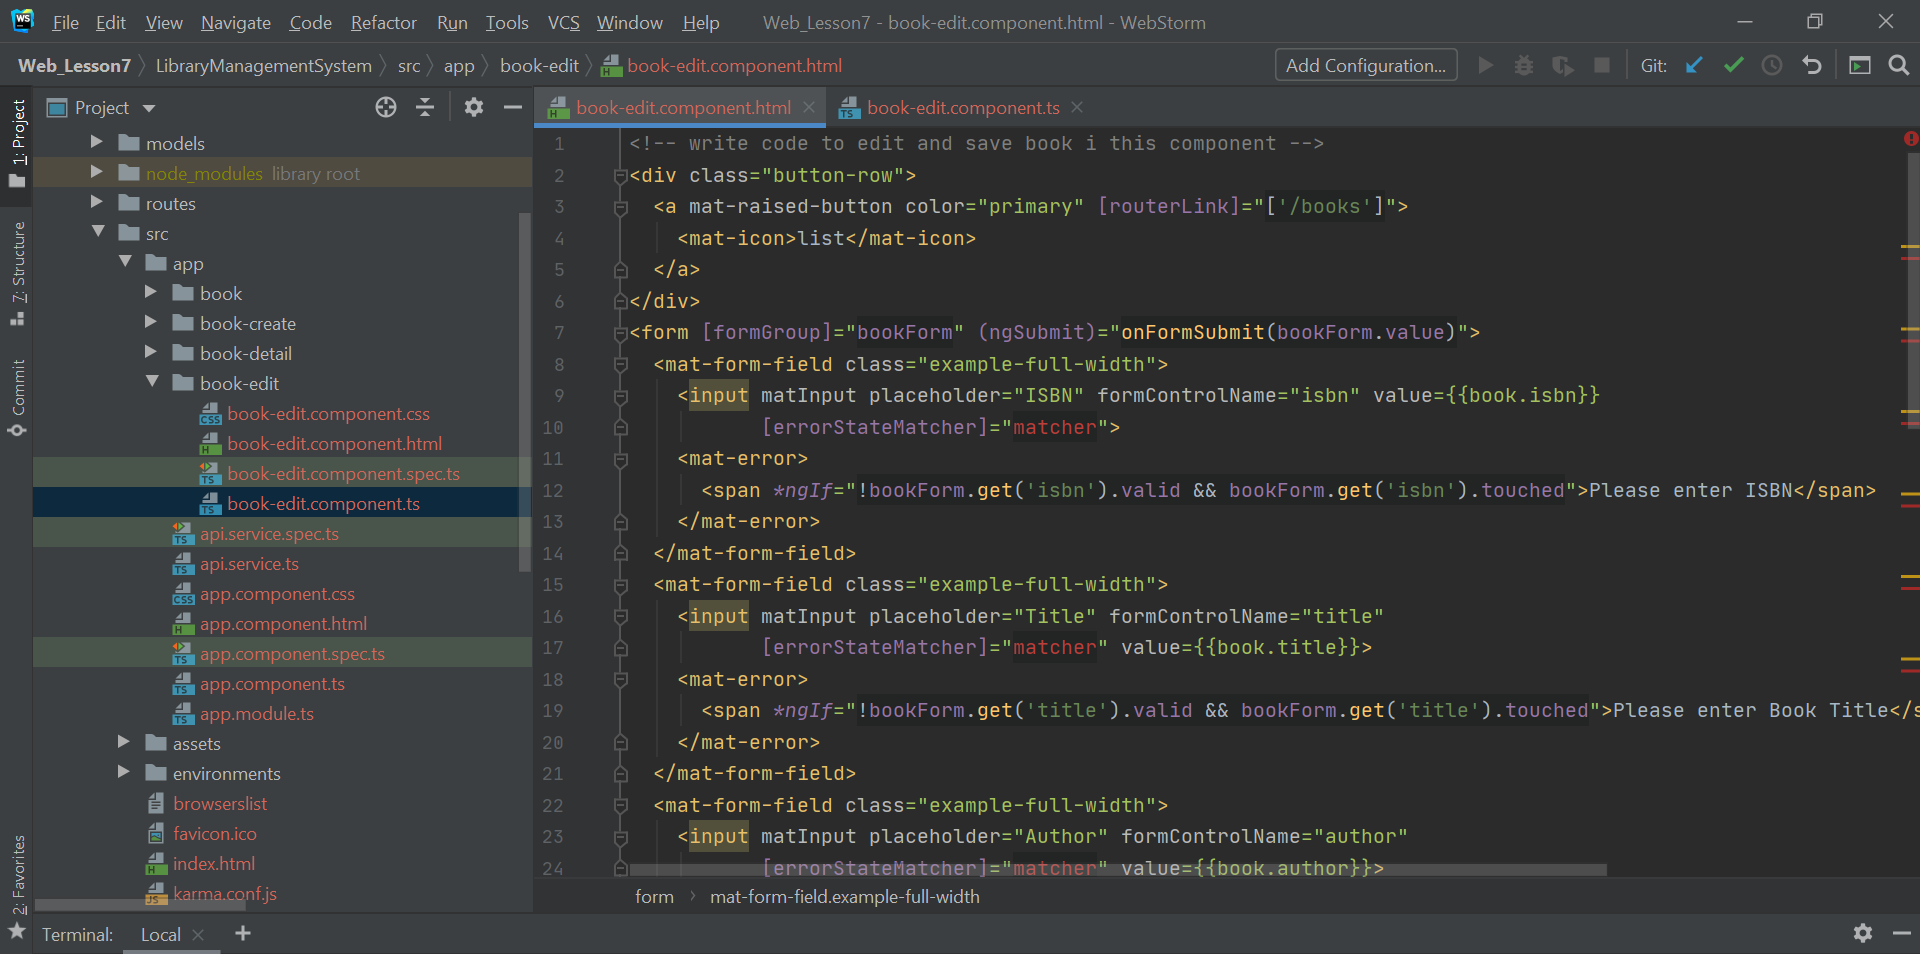 WS File Edit View Navigate Code Refactor Run Tools VCS Window Help Web_Lesson7 - book-edit.component.html - WebStorm
Web_Lesson7 LibraryManagementSystem src app book-edit book-edit.component.html Add Configuration... Git:
Project
book-edit.component.html book-edit.component.ts
1: Project
7: Structure
Commit
2: Favorites
models
node_modules library root
routes
src
app
book
book-create
book-detail
book-edit
book-edit.component.css
book-edit.component.html
book-edit.component.spec.ts
book-edit.component.ts
api.service.spec.ts
api.service.ts
app.component.css
app.component.html
app.component.spec.ts
app.component.ts
app.module.ts
assets
environments
browserslist
favicon.ico
index.html
karma.conf.js
1 <!-- write code to edit and save book i this component -->
2 <div class="button-row">
3 <a mat-raised-button color="primary" [routerLink]="['/books']">
4 <mat-icon>list</mat-icon>
5 </a>
6 </div>
7 <form [formGroup]="bookForm" (ngSubmit)="onFormSubmit(bookForm.value)">
8 <mat-form-field class="example-full-width">
9 <input matInput placeholder="ISBN" formControlName="isbn" value={{book.isbn}}
10 [errorStateMatcher]="matcher">
11 <mat-error>
12 <span *ngIf="!bookForm.get('isbn').valid && bookForm.get('isbn').touched">Please enter ISBN</span>
13 </mat-error>
14 </mat-form-field>
15 <mat-form-field class="example-full-width">
16 <input matInput placeholder="Title" formControlName="title"
17 [errorStateMatcher]="matcher" value={{book.title}}>
18 <mat-error>
19 <span *ngIf="!bookForm.get('title').valid && bookForm.get('title').touched">Please enter Book Title</s
20 </mat-error>
21 </mat-form-field>
22 <mat-form-field class="example-full-width">
23 <input matInput placeholder="Author" formControlName="author"
24 [errorStateMatcher]="matcher" value={{book.author}}>
form mat-form-field.example-full-width
Terminal: Local